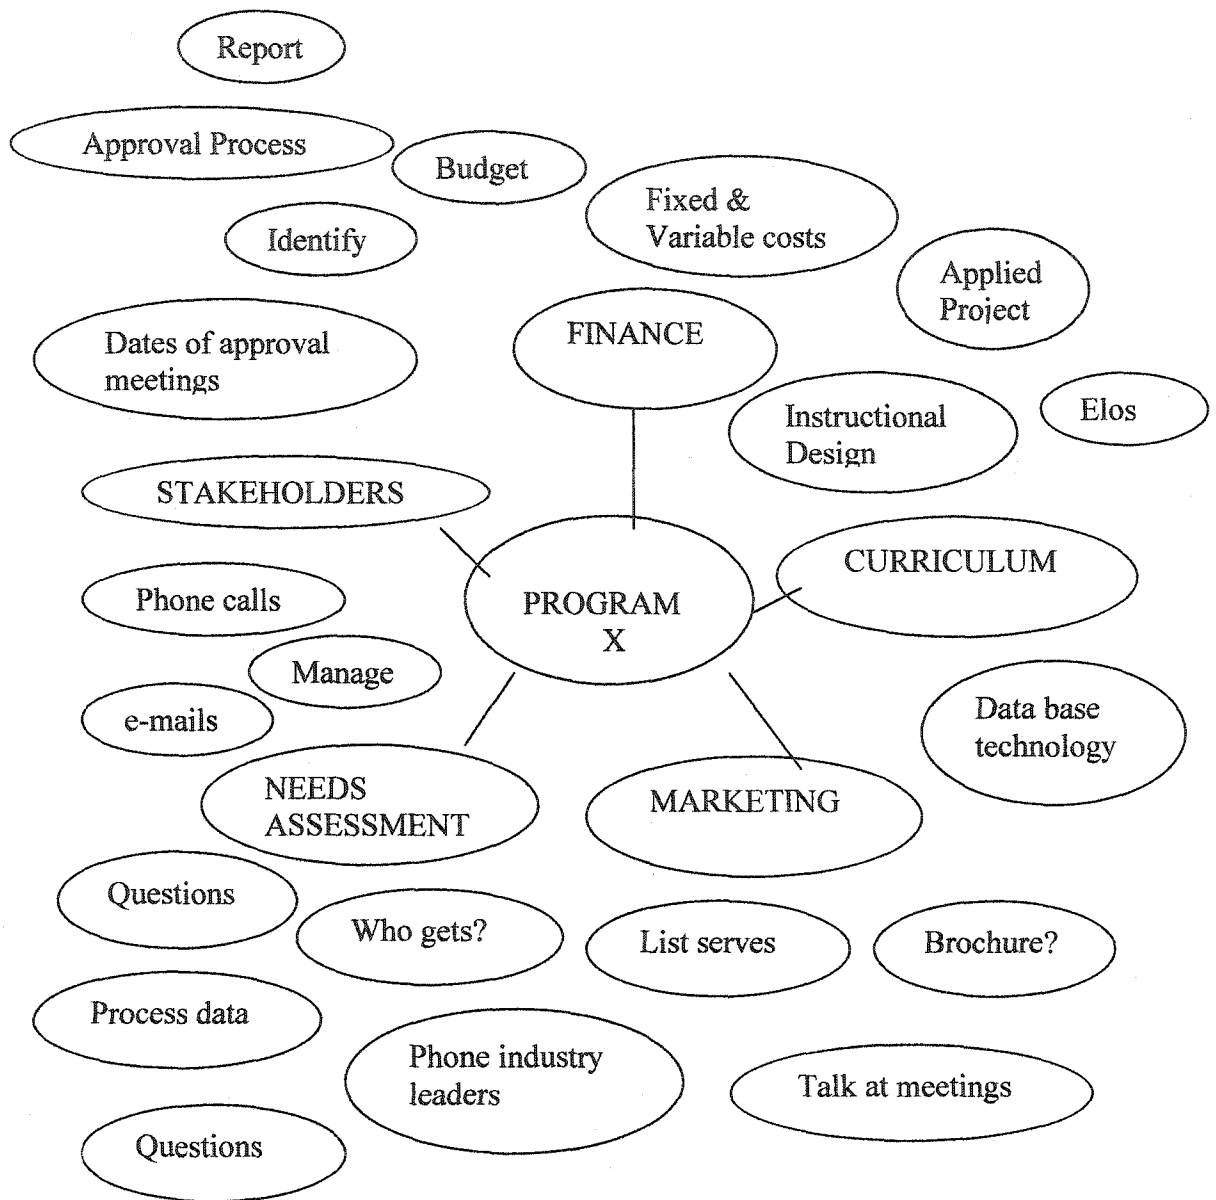 Report
Approval Process
Budget
Fixed &
Variable costs
Identify
Applied
Project
Dates of approval
meetings
FINANCE
Instructional
Design
Elos
STAKEHOLDERS
CURRICULUM
Phone calls
PROGRAM
X
Manage
e-mails
Data base
technology
NEEDS
ASSESSMENT
MARKETING
Questions
Who gets?
List serves
Brochure?
Process data
Phone industry
leaders
Talk at meetings
Questions